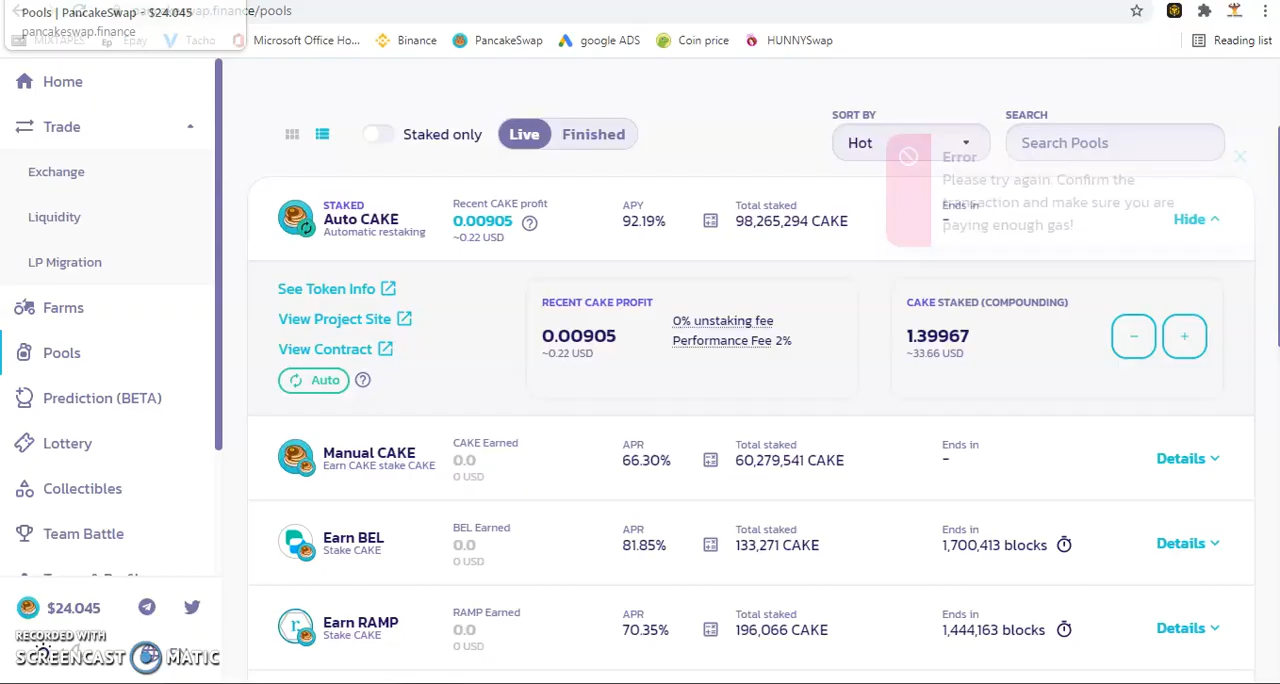 Pools | PancakeSwap - $24.045
pancakeswap.finance/pools
pancakeswap.finance
MIXTAPES
Epay
Tacho
Microsoft Office Ho...
Binance
PancakeSwap
google ADS
Coin price
HUNNYSwap
Reading list
Home
Trade
Exchange
Liquidity
LP Migration
Farms
Pools
Prediction (BETA)
Lottery
Collectibles
Team Battle
$24.045
RECORDED WITH
SCREENCAST MATIC
Staked only
Live
Finished
SORT BY
Hot
SEARCH
Search Pools
Error
Please try again. Confirm the
transaction and make sure you are
paying enough gas!
STAKED
Auto CAKE
Automatic restaking
Recent CAKE profit
0.00905
~0.22 USD
APY
92.19%
Total staked
98,265,294 CAKE
Ends in
-
Hide
See Token Info
View Project Site
View Contract
Auto
RECENT CAKE PROFIT
0.00905
~0.22 USD
0% unstaking fee
Performance Fee 2%
CAKE STAKED (COMPOUNDING)
1.39967
~33.66 USD
-
+
Manual CAKE
Earn CAKE stake CAKE
CAKE Earned
0.0
0 USD
APR
66.30%
Total staked
60,279,541 CAKE
Ends in
-
Details
Earn BEL
Stake CAKE
BEL Earned
0.0
0 USD
APR
81.85%
Total staked
133,271 CAKE
Ends in
1,700,413 blocks
Details
Earn RAMP
Stake CAKE
RAMP Earned
0.0
0 USD
APR
70.35%
Total staked
196,066 CAKE
Ends in
1,444,163 blocks
Details